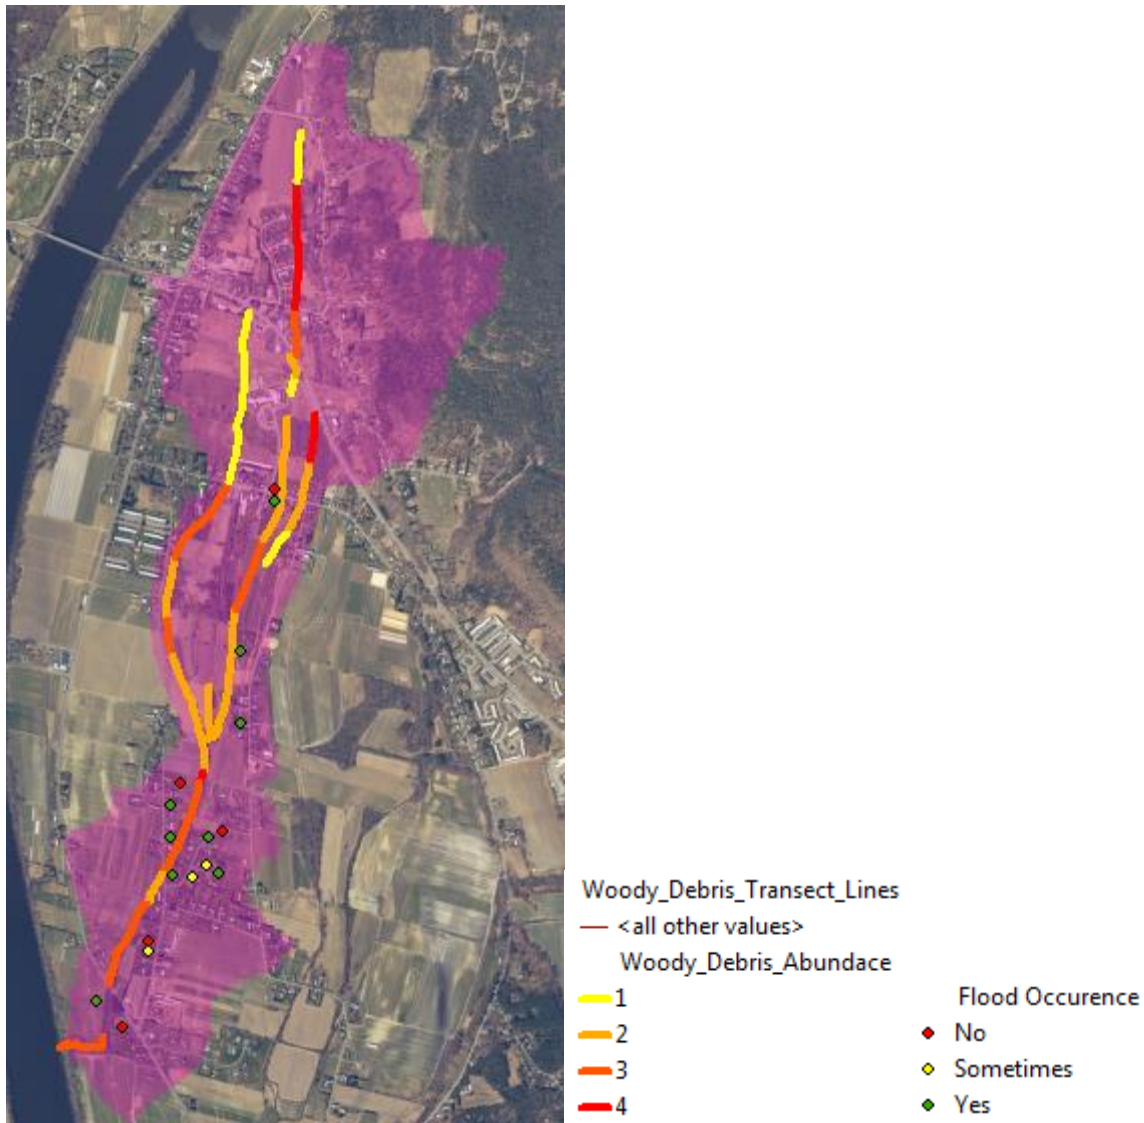 Woody_Debris_Transect_Lines
<all other values>
Woody_Debris_Abundace
1
2
3
4
Flood Occurence
No
Sometimes
Yes